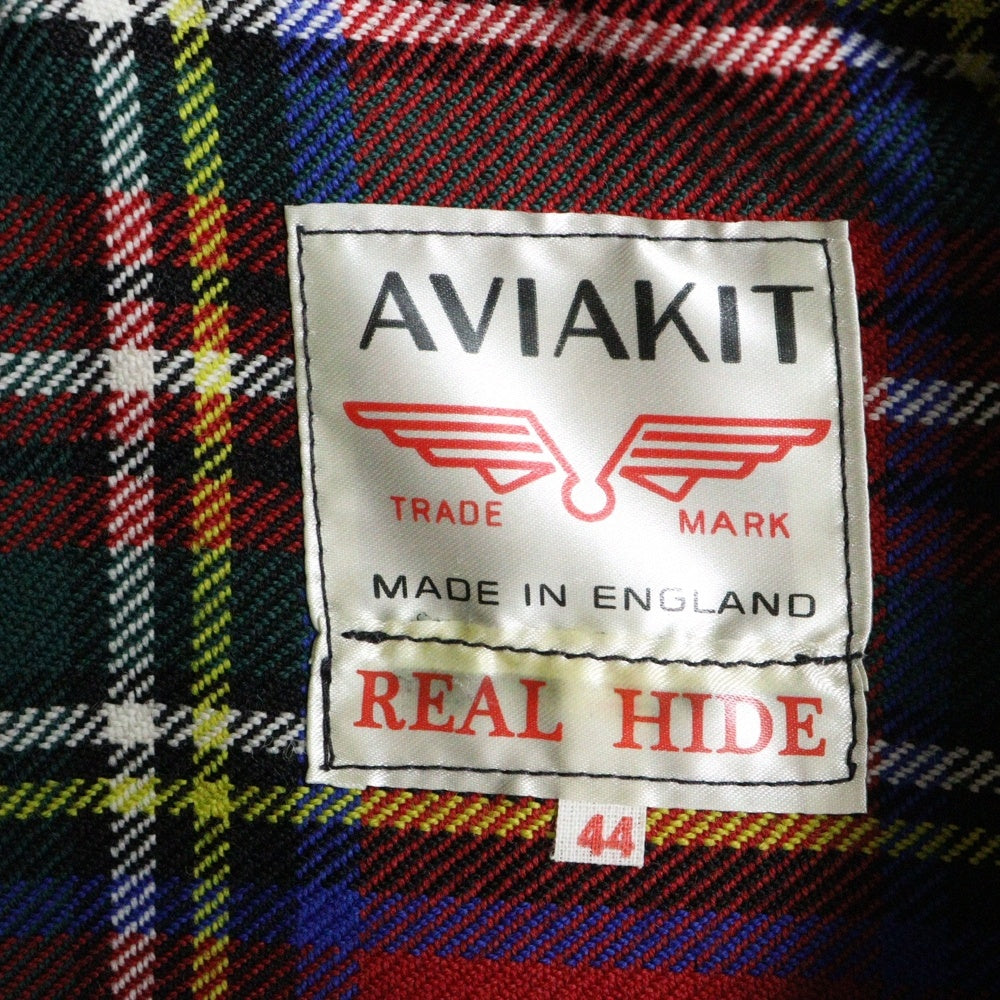 AVIAKIT
TRADE MARK
MADE IN ENGLAND
REAL HIDE
44